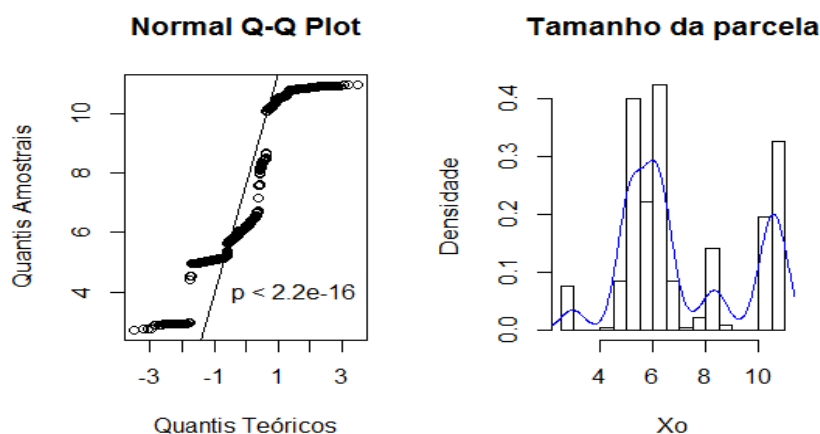 Normal Q-Q Plot
Quantis Amostrais
10
8
6
4
p < 2.2e-16
-3
-1
1
3
Quantis Teóricos
Tamanho da parcela
Densidade
0.4
0.3
0.2
0.1
0.0
4
6
8
10
Xo